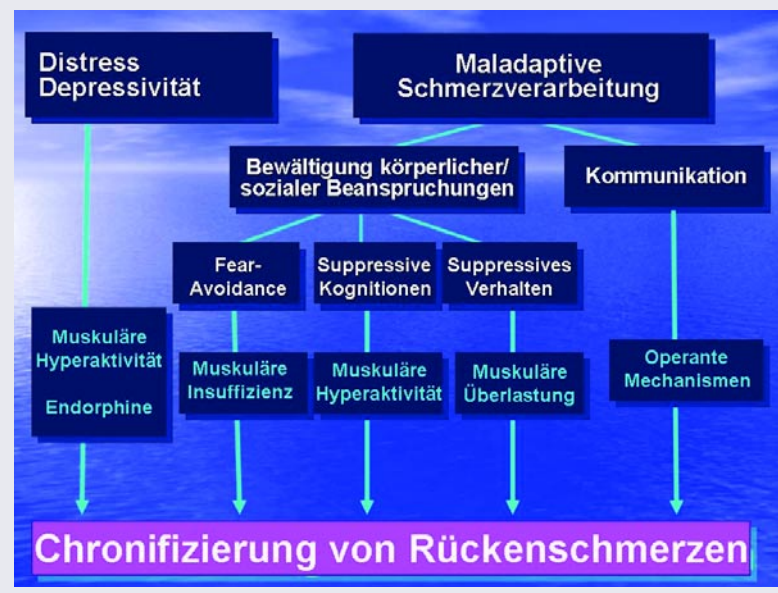 Distress
Depressivität
Maladaptive
Schmerzverarbeitung
Bewältigung körperlicher/
sozialer Beanspruchungen
Kommunikation
Fear-
Avoidance
Suppressive
Kognitionen
Suppressives
Verhalten
Muskuläre
Hyperaktivität
Endorphine
Muskuläre
Insuffizienz
Muskuläre
Hyperaktivität
Muskuläre
Überlastung
Operante
Mechanismen
Chronifizierung von Rückenschmerzen